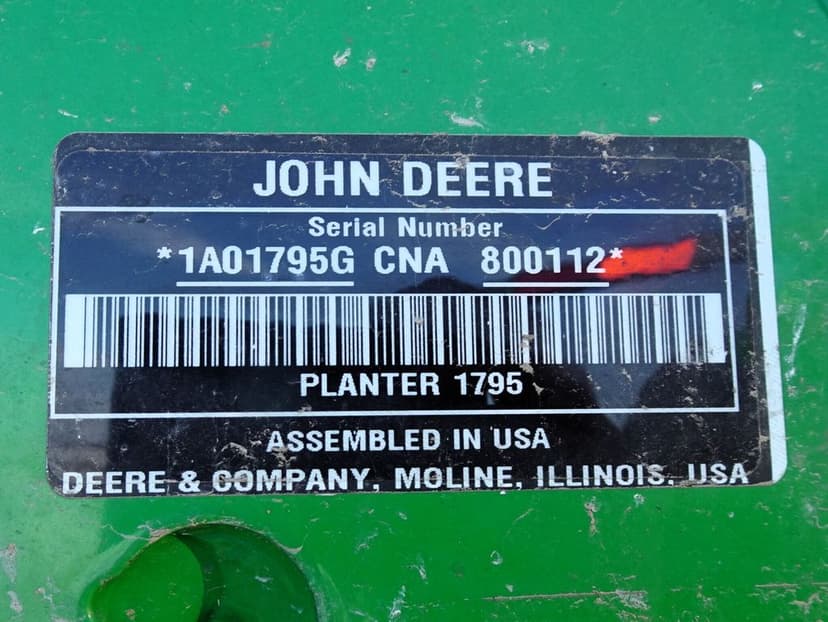 JOHN DEERE
Serial Number
*1A01795G CNA 800112*
PLANTER 1795
ASSEMBLED IN USA
DEERE & COMPANY, MOLINE, ILLINOIS, USA